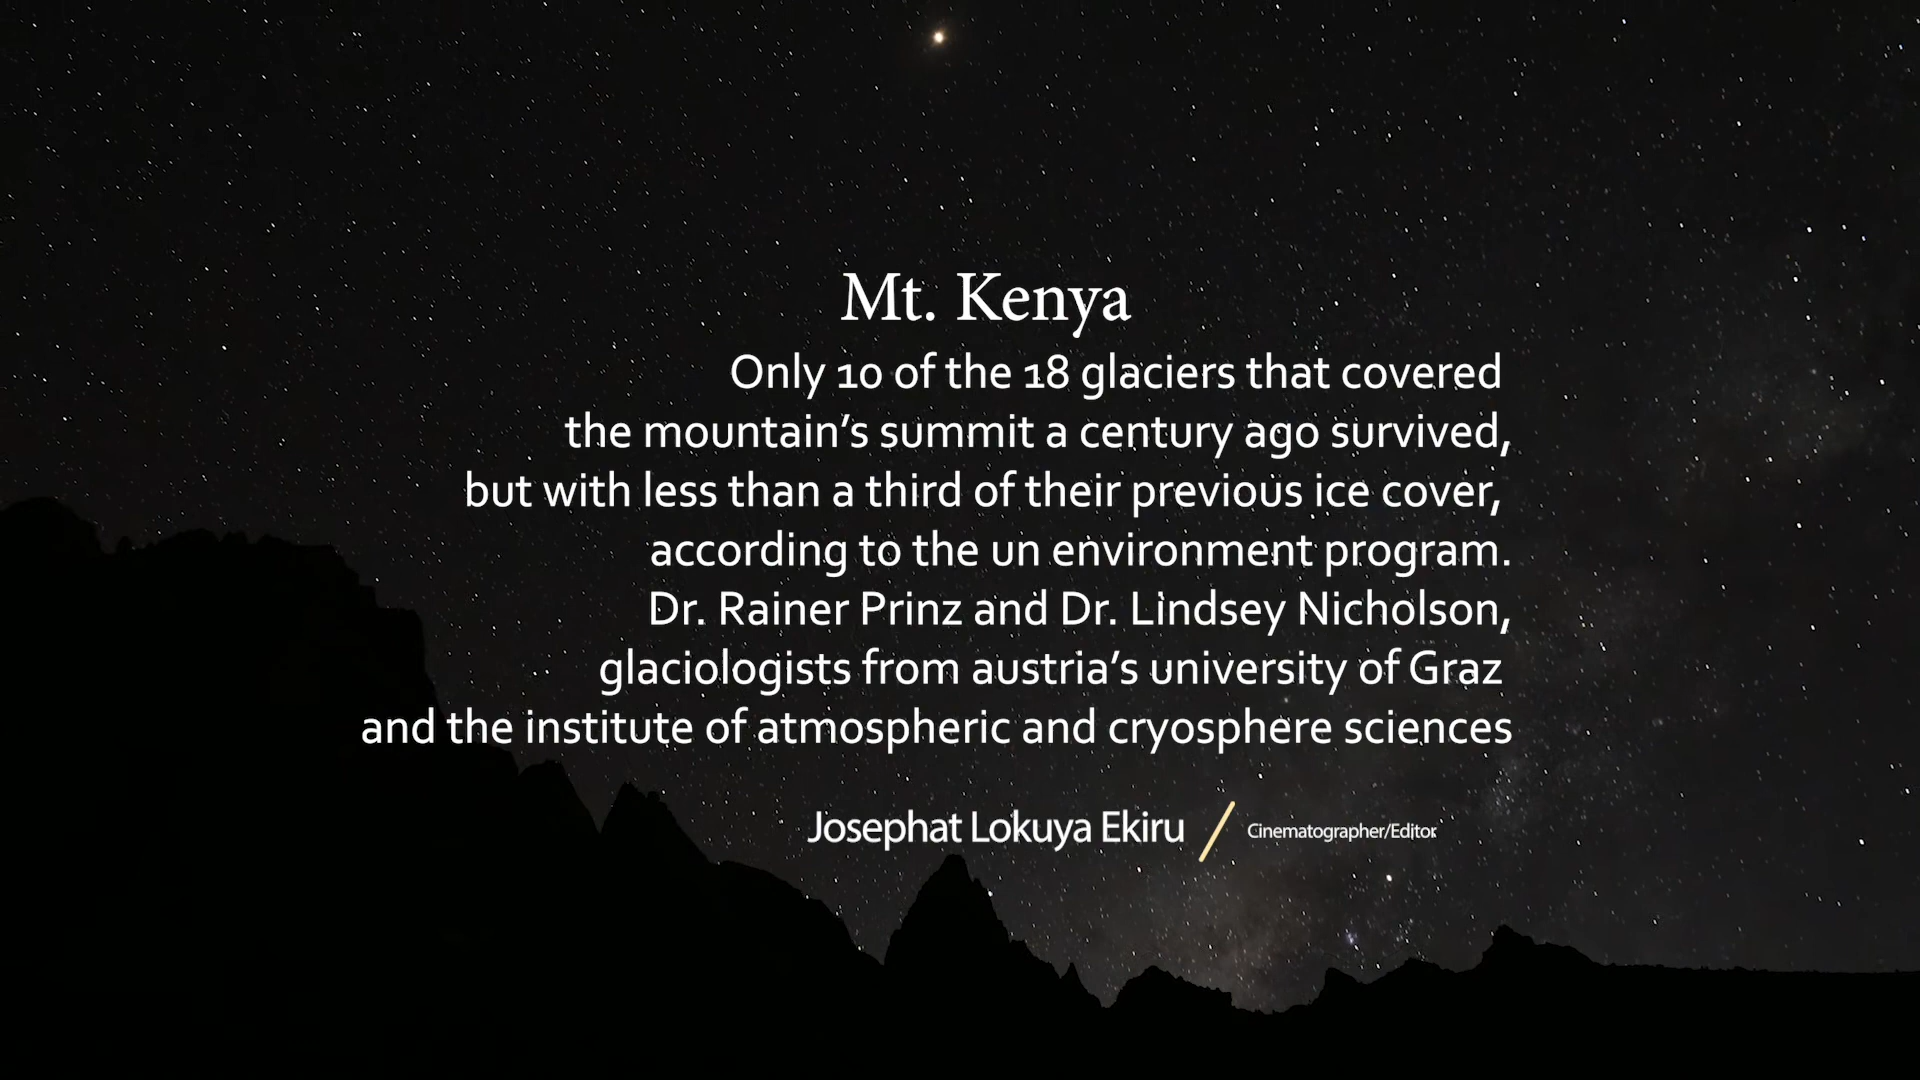 Mt. Kenya
Only 10 of the 18 glaciers that covered
the mountain’s summit a century ago survived,
but with less than a third of their previous ice cover,
according to the un environment program.
Dr. Rainer Prinz and Dr. Lindsey Nicholson,
glaciologists from austria’s university of Graz
and the institute of atmospheric and cryosphere sciences
Josephat Lokuya Ekiru / Cinematographer/Editor